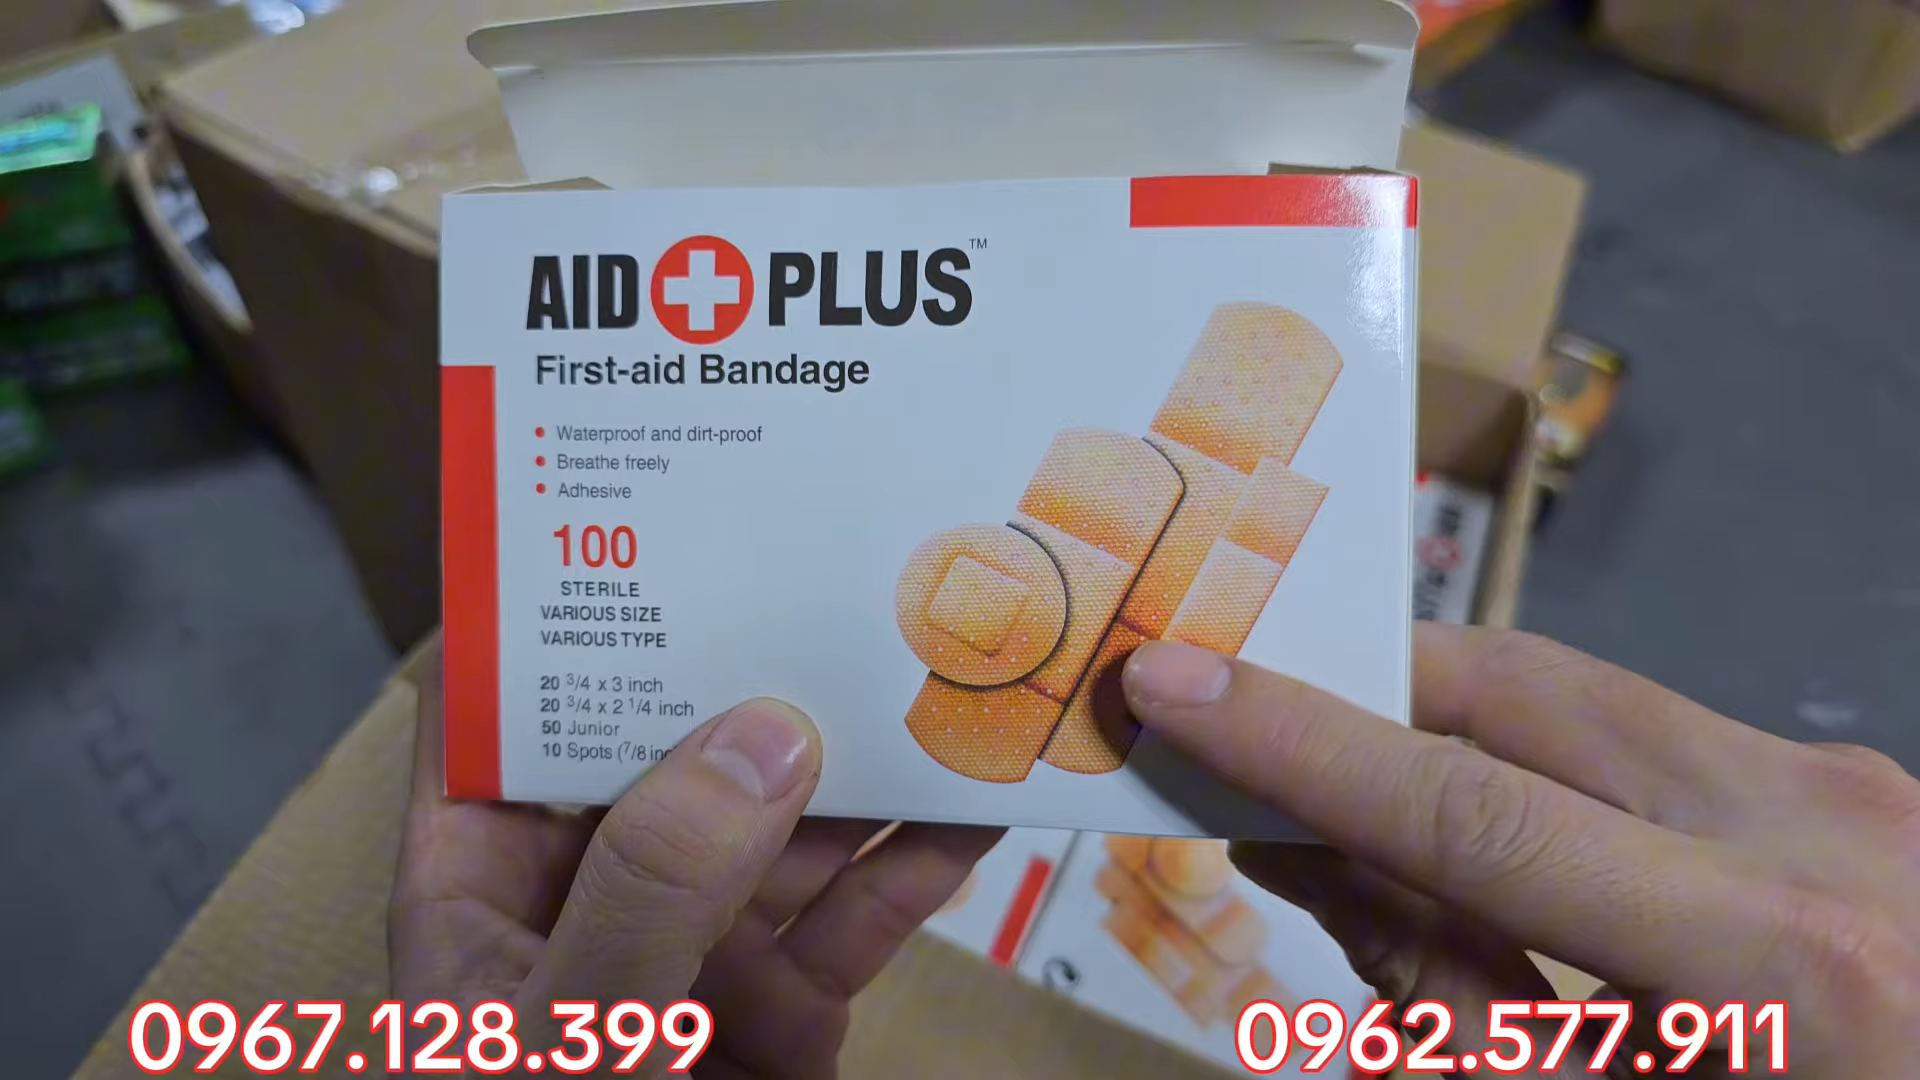 AID PLUS™
First-aid Bandage
Waterproof and dirt-proof
Breathe freely
Adhesive
100
STERILE
VARIOUS SIZE
VARIOUS TYPE
20 3/4 x 3 inch
20 3/4 x 2 1/4 inch
50 Junior
10 Spots (7/8 inc
0967.128.399
0962.577.911